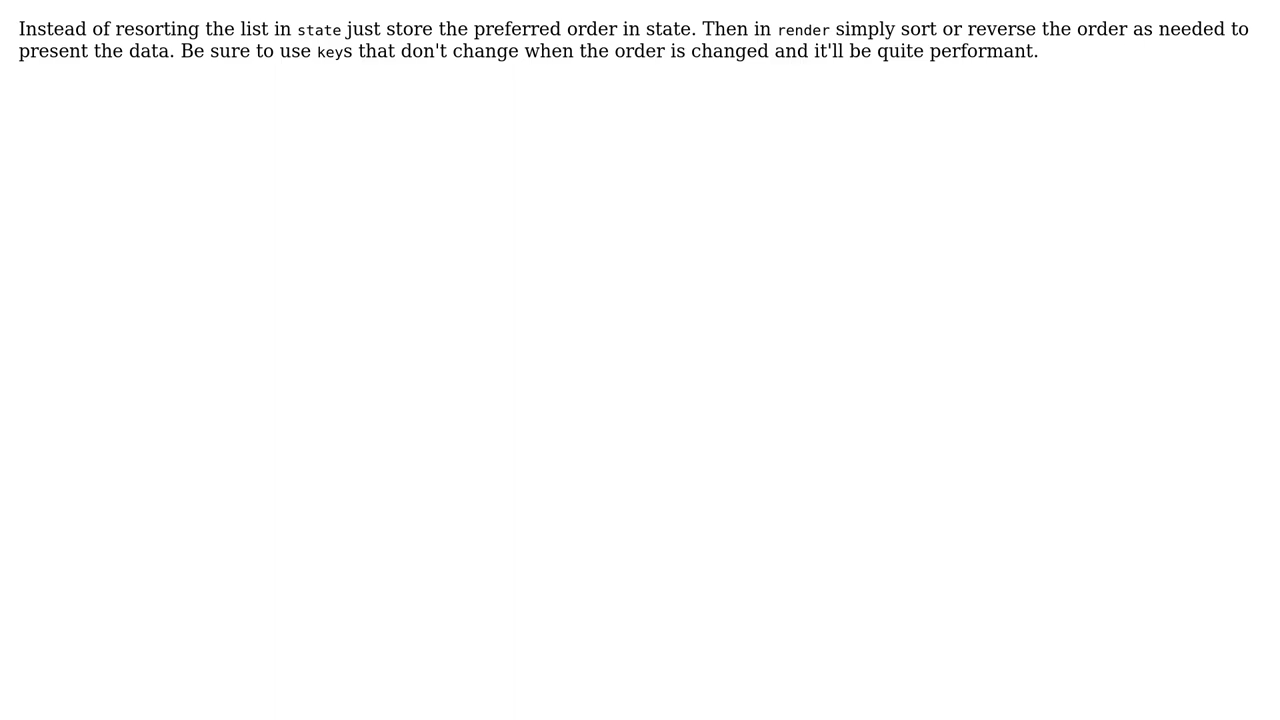 Instead of resorting the list in state just store the preferred order in state. Then in render simply sort or reverse the order as needed to
present the data. Be sure to use keys that don't change when the order is changed and it'll be quite performant.